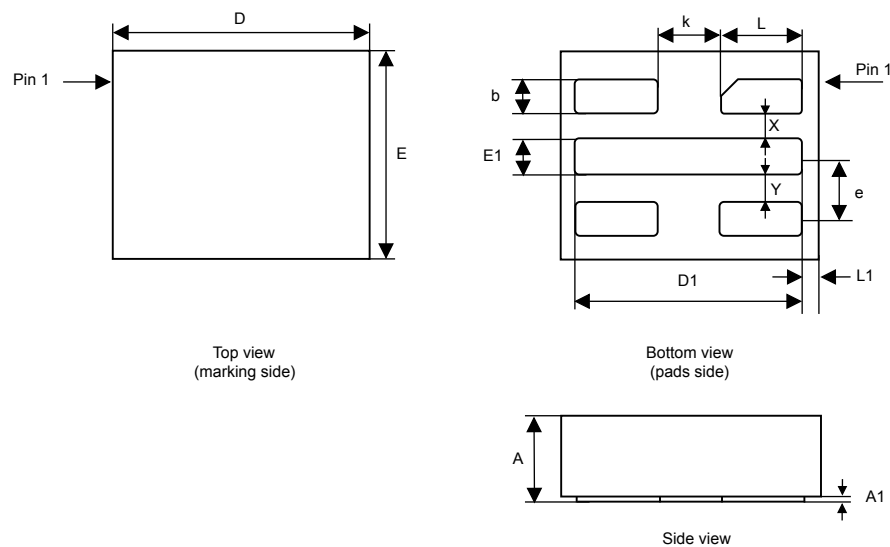 D
k
L
Pin 1
Pin 1
b
X
E
E1
Y
e
D1
L1
Top view
(marking side)
Bottom view
(pads side)
A
A1
Side view